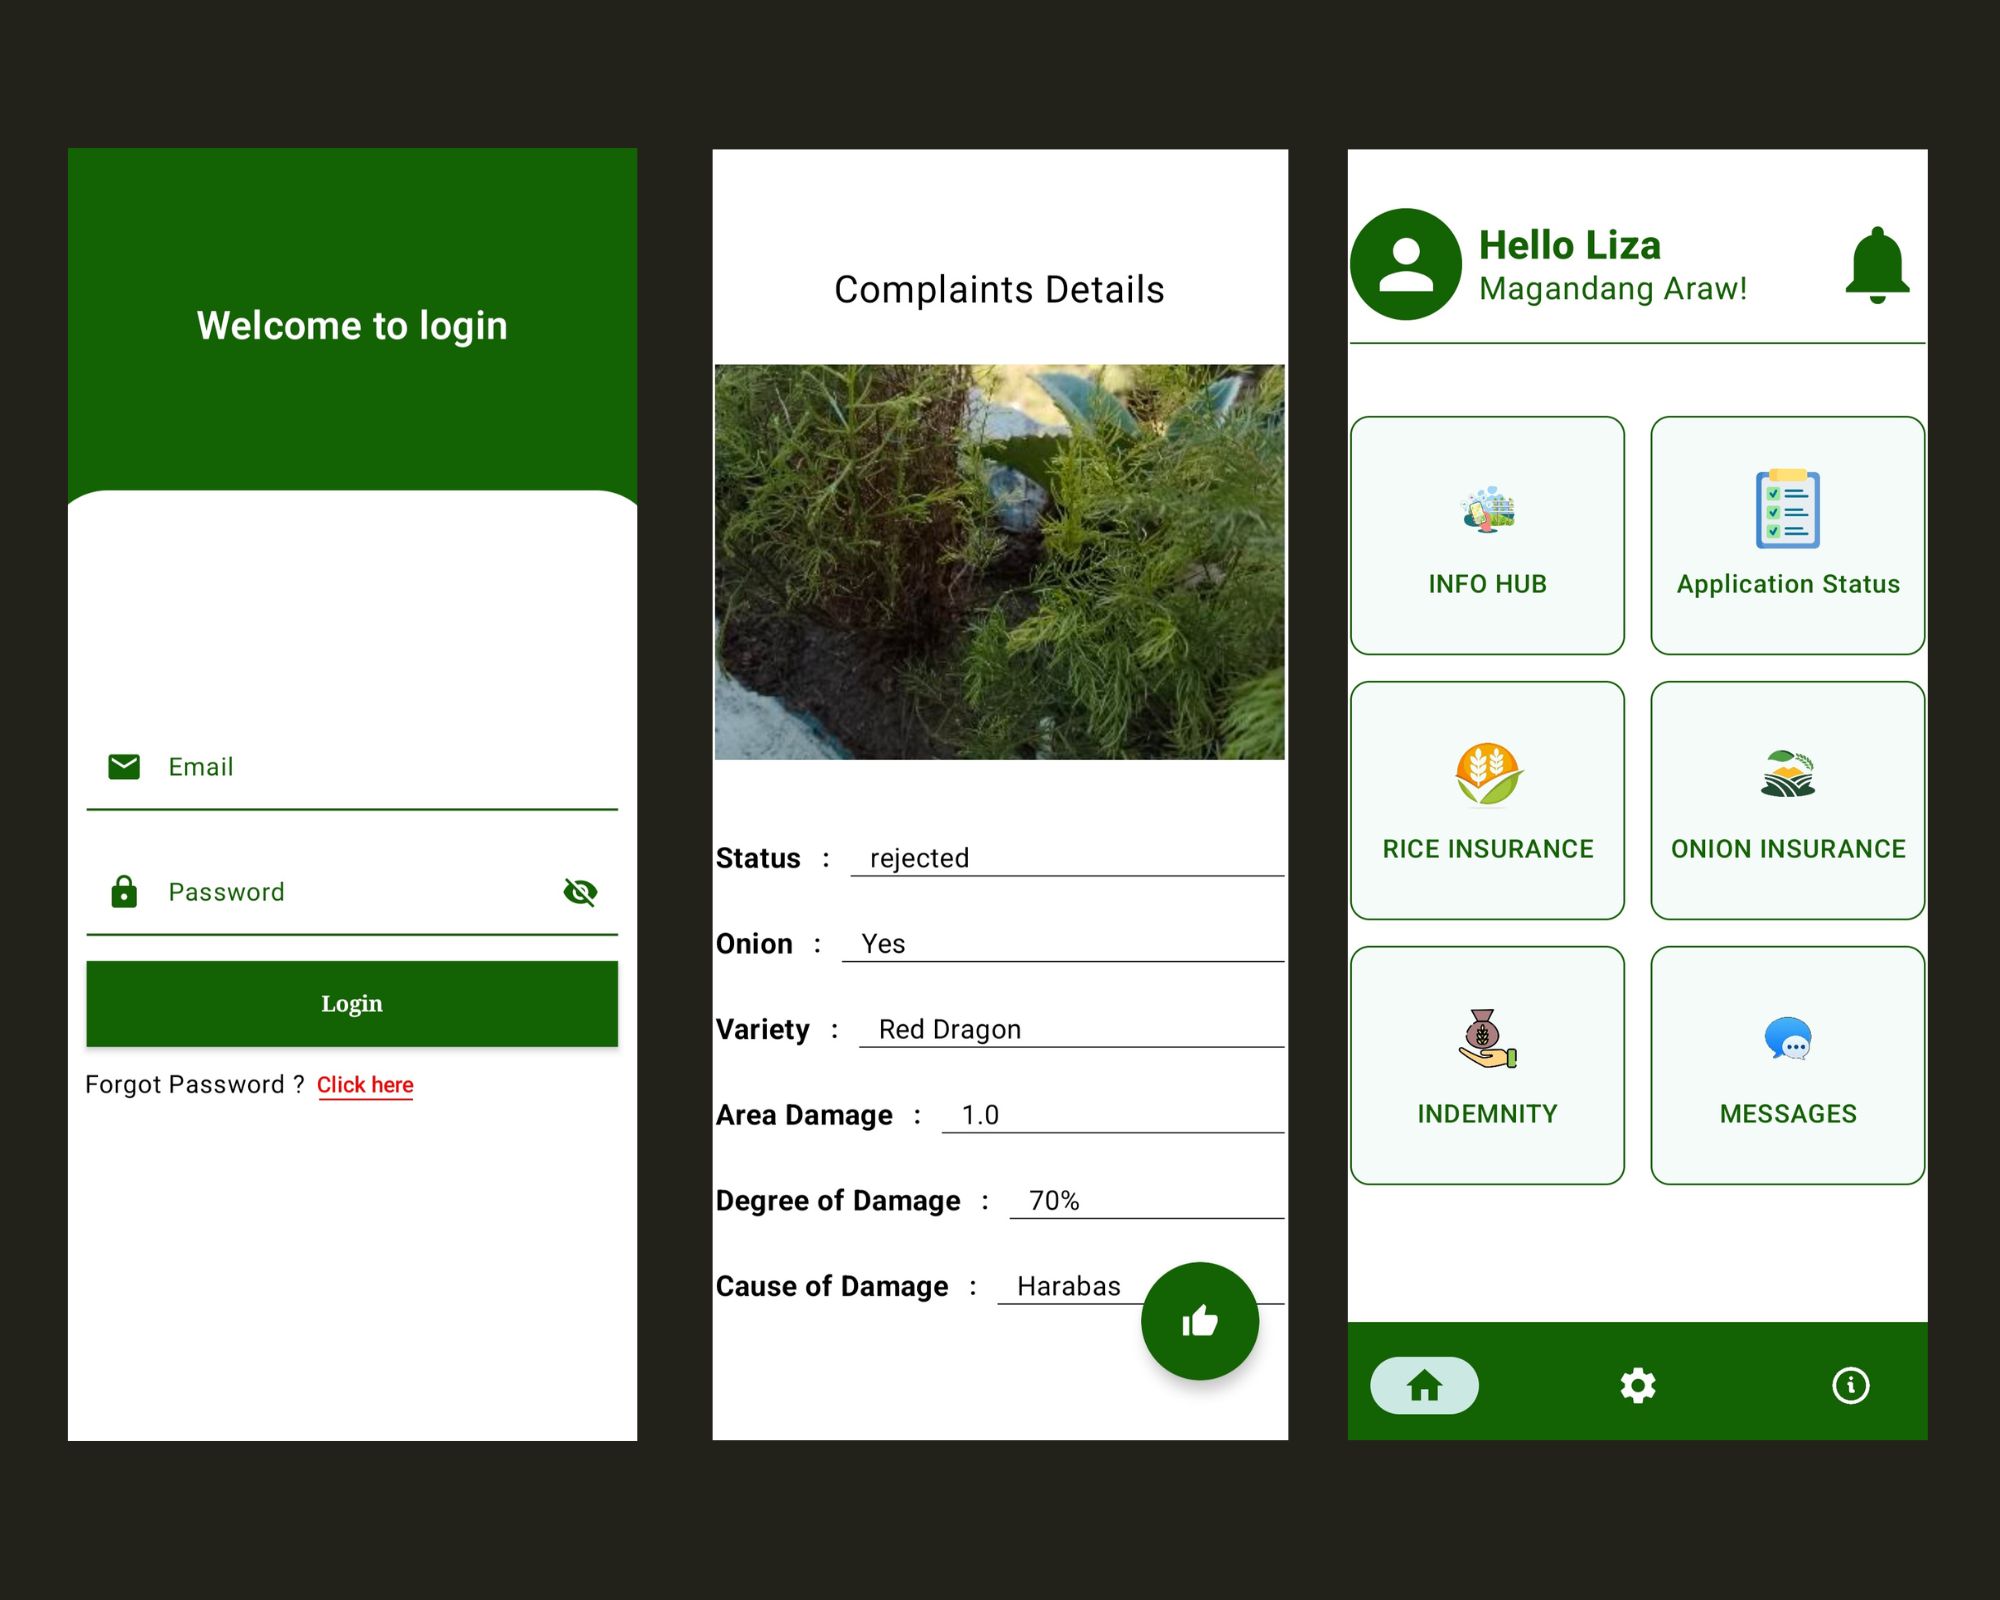 Welcome to login
Email
Password
Login
Forgot Password ? Click here
Complaints Details
Status : rejected
Onion : Yes
Variety : Red Dragon
Area Damage : 1.0
Degree of Damage : 70%
Cause of Damage : Harabas
Hello Liza
Magandang Araw!
INFO HUB
Application Status
RICE INSURANCE
ONION INSURANCE
INDEMNITY
MESSAGES